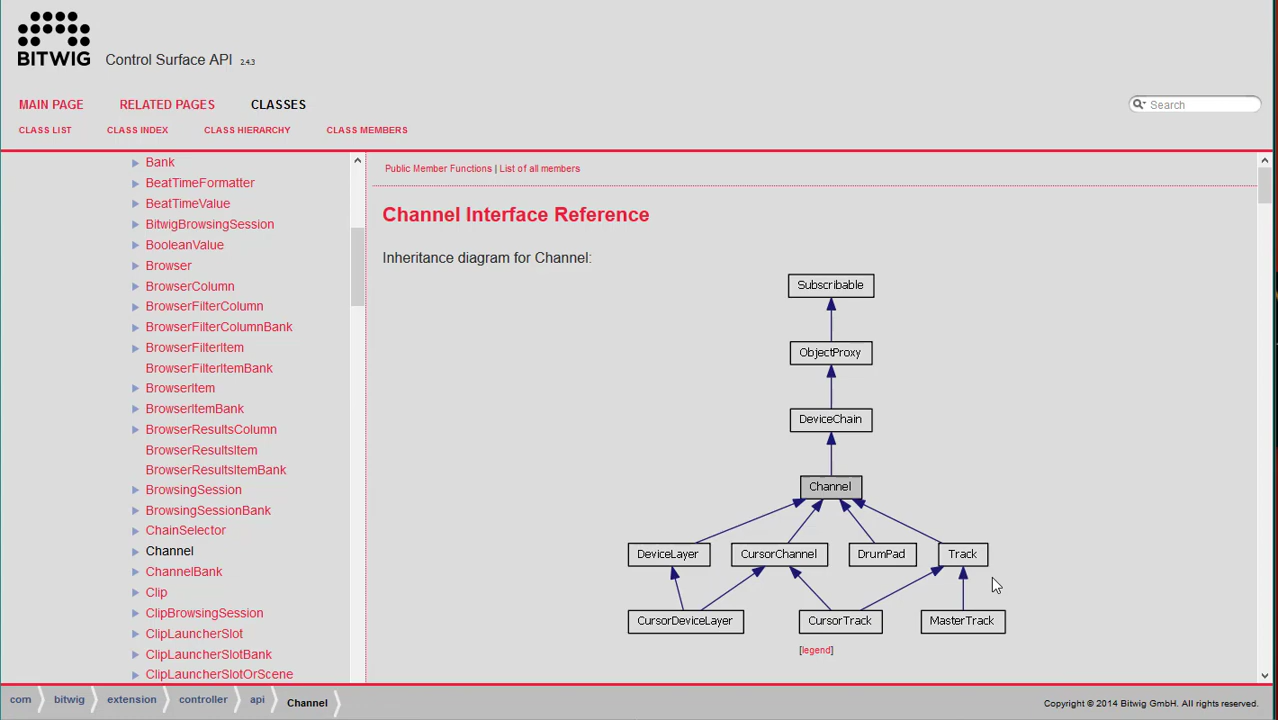 BITWIG
Control Surface API 2.4.3
MAIN PAGE RELATED PAGES CLASSES
Search
CLASS LIST CLASS INDEX CLASS HIERARCHY CLASS MEMBERS
Bank
BeatTimeFormatter
BeatTimeValue
BitwigBrowsingSession
BooleanValue
Browser
BrowserColumn
BrowserFilterColumn
BrowserFilterColumnBank
BrowserFilterItem
BrowserFilterItemBank
BrowserItem
BrowserItemBank
BrowserResultsColumn
BrowserResultsItem
BrowserResultsItemBank
BrowsingSession
BrowsingSessionBank
ChainSelector
Channel
ChannelBank
Clip
ClipBrowsingSession
ClipLauncherSlot
ClipLauncherSlotBank
ClipLauncherSlotOrScene
Public Member Functions | List of all members
Channel Interface Reference
Inheritance diagram for Channel:
Subscribable
ObjectProxy
DeviceChain
Channel
DeviceLayer CursorChannel DrumPad Track
CursorDeviceLayer CursorTrack MasterTrack
[legend]
com bitwig extension controller api Channel
Copyright © 2014 Bitwig GmbH. All rights reserved.